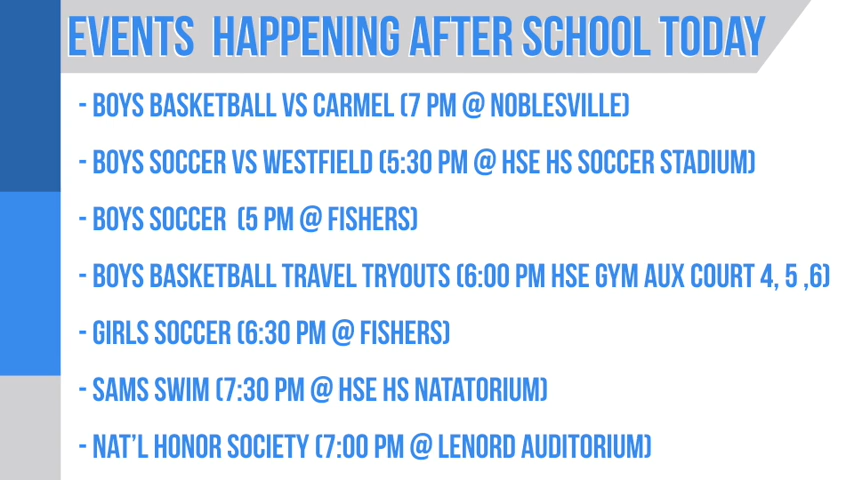 EVENTS HAPPENING AFTER SCHOOL TODAY
- BOYS BASKETBALL VS CARMEL (7 PM @ NOBLESVILLE)
- BOYS SOCCER VS WESTFIELD (5:30 PM @ HSE HS SOCCER STADIUM)
- BOYS SOCCER (5 PM @ FISHERS)
- BOYS BASKETBALL TRAVEL TRYOUTS (6:00 PM HSE GYM AUX COURT 4, 5 ,6)
- GIRLS SOCCER (6:30 PM @ FISHERS)
- SAMS SWIM (7:30 PM @ HSE HS NATATORIUM)
- NAT'L HONOR SOCIETY (7:00 PM @ LENORD AUDITORIUM)